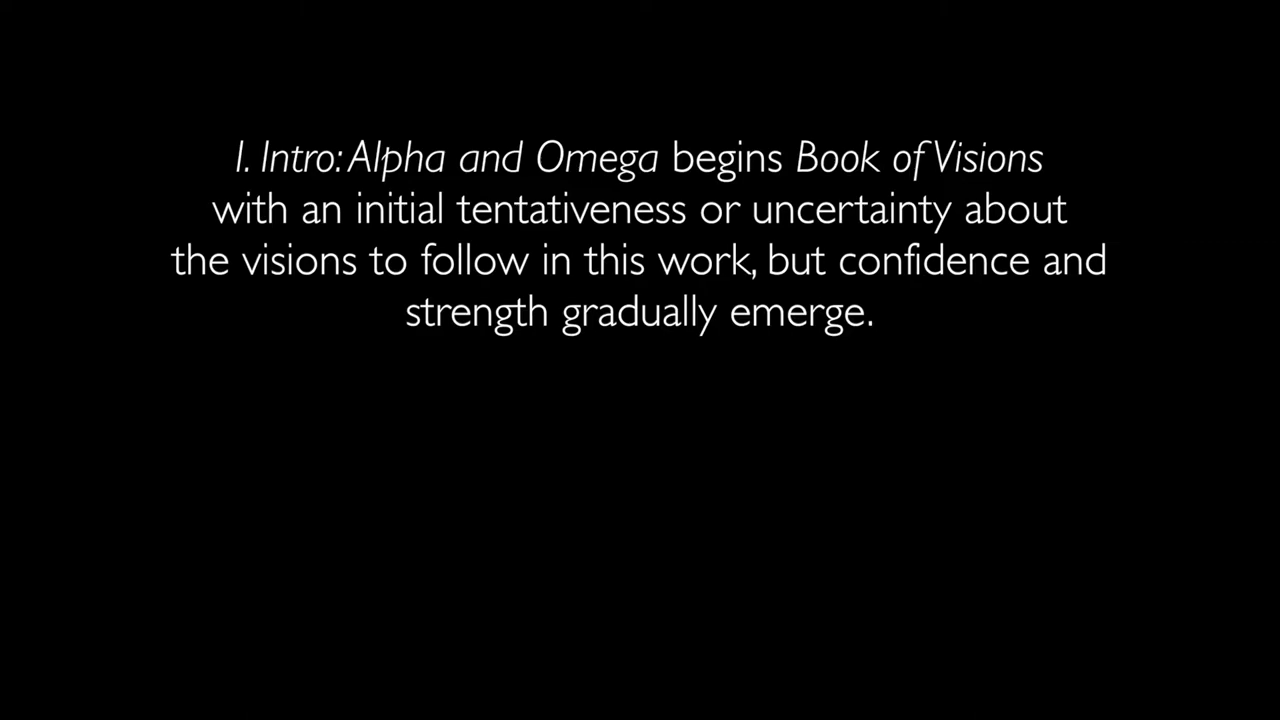 I. Intro: Alpha and Omega begins Book of Visions
with an initial tentativeness or uncertainty about
the visions to follow in this work, but confidence and
strength gradually emerge.